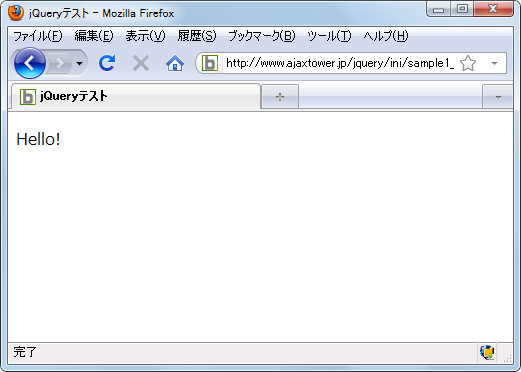 jQueryテスト - Mozilla Firefox
ファイル(F) 編集(E) 表示(V) 履歴(S) ブックマーク(B) ツール(T) ヘルプ(H)
http://www.ajaxtower.jp/jquery/ini/sample1_
jQueryテスト
Hello!
完了